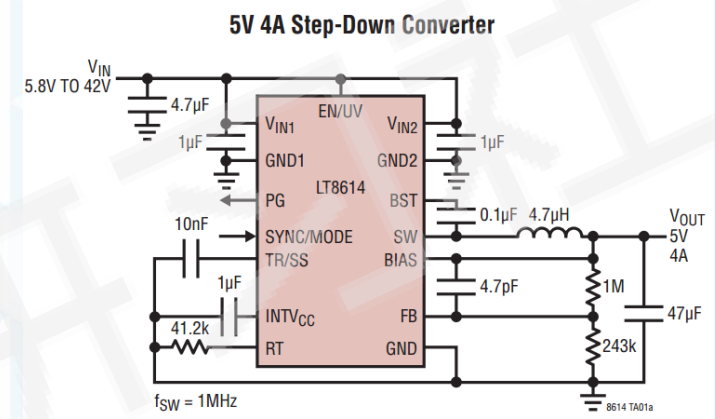 5V 4A Step-Down Converter
VIN
5.8V TO 42V
4.7µF
EN/UV
VIN1
VIN2
1µF
1µF
GND1
GND2
LT8614
PG
BST
10nF
0.1µF
4.7µH
VOUT
5V
4A
SYNC/MODE
SW
TR/SS
BIAS
1µF
4.7pF
1M
INTVCC
FB
47µF
41.2k
RT
GND
243k
fSW = 1MHz
8614 TA01a